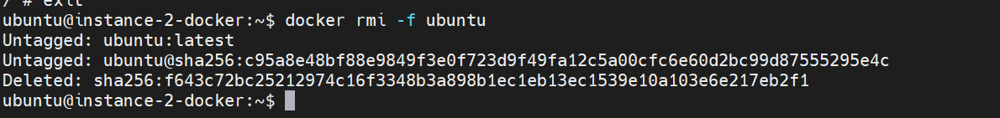 / # exit
ubuntu@instance-2-docker:~$ docker rmi -f ubuntu
Untagged: ubuntu:latest
Untagged: ubuntu@sha256:c95a8e48bf88e9849f3e0f723d9f49fa12c5a00cfc6e60d2bc99d87555295e4c
Deleted: sha256:f643c72bc25212974c16f3348b3a898b1ec1eb13ec1539e10a103e6e217eb2f1
ubuntu@instance-2-docker:~$